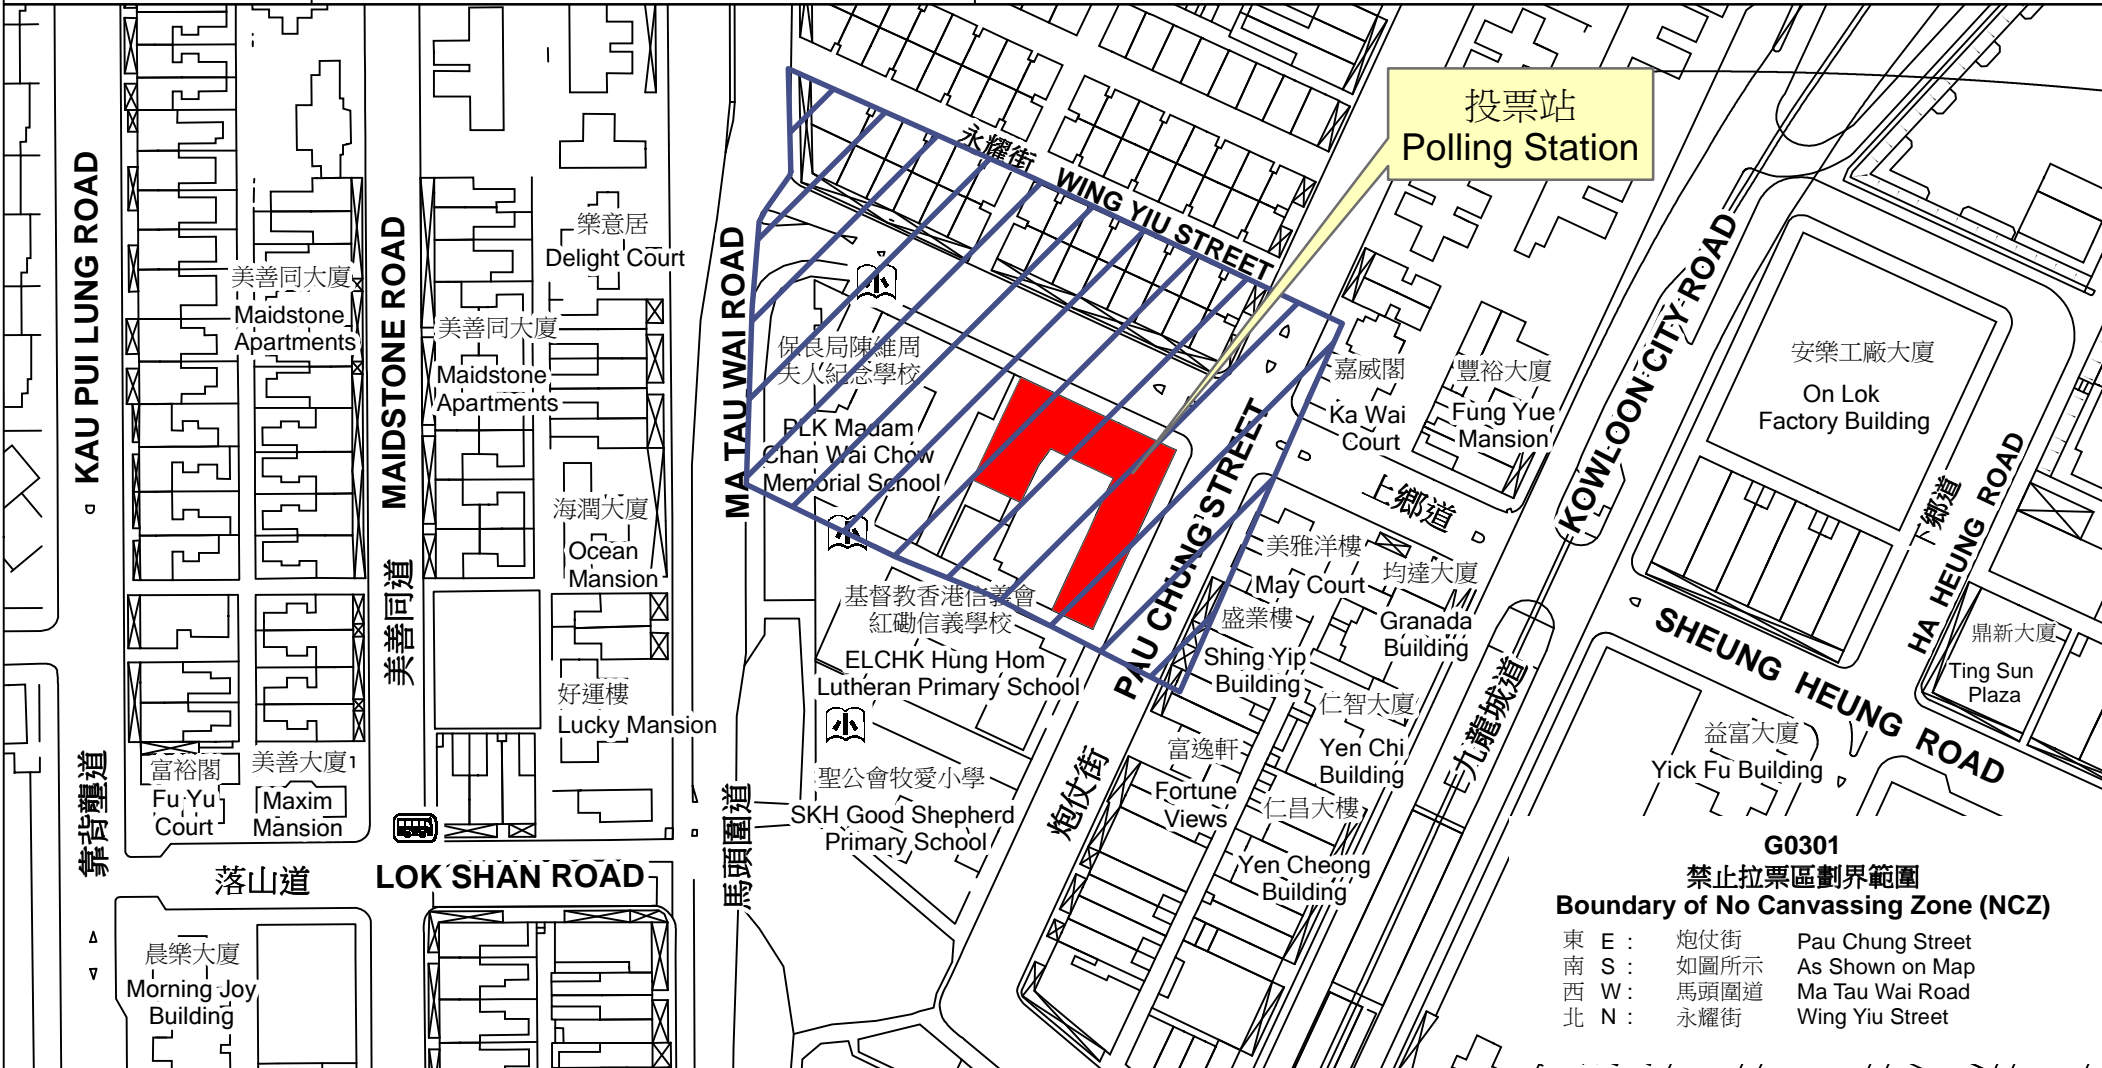 投票站
Polling Station
永耀街 WING YIU STREET
KAU PUI LUNG ROAD
靠背壟道
MAIDSTONE ROAD
美善同道
MA TAU WAI ROAD
馬頭圍道
美善同大廈
Maidstone
Apartments
美善同大廈
Maidstone
Apartments
樂意居
Delight Court
海潤大廈
Ocean
Mansion
好運樓
Lucky Mansion
富裕閣
Fu Yu
Court
美善大廈1
Maxim
Mansion
落山道 LOK SHAN ROAD
晨樂大廈
Morning Joy
Building
小
保良局陳維周
夫人紀念學校
PLK Madam
Chan Wai Chow
Memorial School
小
基督教香港信義會
紅磡信義學校
ELCHK Hung Hom
Lutheran Primary School
小
聖公會牧愛小學
SKH Good Shepherd
Primary School
PAU CHUNG STREET
炮仗街
嘉威閣
Ka Wai
Court
豐裕大廈
Fung Yue
Mansion
上鄉道
SHEUNG HEUNG ROAD
KOWLOON CITY ROAD
九龍城道
美雅洋樓
May Court
均達大廈
Granada
Building
盛業樓
Shing Yip
Building
仁智大廈
Yen Chi
Building
富逸軒
Fortune
Views
仁昌大樓
Yen Cheong
Building
安樂工廠大廈
On Lok
Factory Building
下鄉道
HA HEUNG ROAD
鼎新大廈
Ting Sun
Plaza
益富大廈
Yick Fu Building
G0301
禁止拉票區劃界範圍
Boundary of No Canvassing Zone (NCZ)
東 E : 炮仗街 Pau Chung Street
南 S : 如圖所示 As Shown on Map
西 W : 馬頭圍道 Ma Tau Wai Road
北 N : 永耀街 Wing Yiu Street